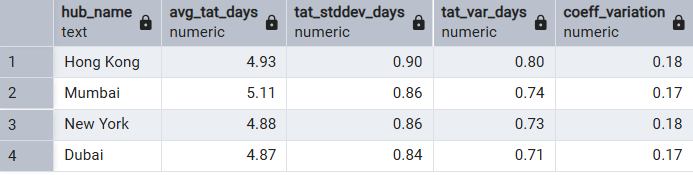 hub_name avg_tat_days tat_stddev_days tat_var_days coeff_variation
text numeric numeric numeric numeric
1 Hong Kong 4.93 0.90 0.80 0.18
2 Mumbai 5.11 0.86 0.74 0.17
3 New York 4.88 0.86 0.73 0.18
4 Dubai 4.87 0.84 0.71 0.17